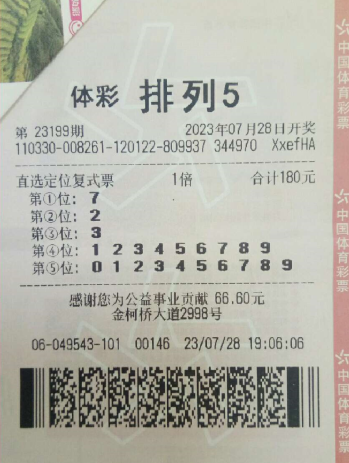 体彩 排列5
第 23199期 2023年07月28日开奖
110330-008261-120122-809937 344970 XxefHA
直选定位复式票 1倍 合计180元
第①位: 7
第②位: 2
第③位: 3
第④位: 1 2 3 4 5 6 7 8 9
第⑤位: 0 1 2 3 4 5 6 7 8 9
感谢您为公益事业贡献 66.60元
金柯桥大道2998号
06-049543-101 00146 23/07/28 19:06:06
中国体育彩票
中国体育彩票
中国体育彩票